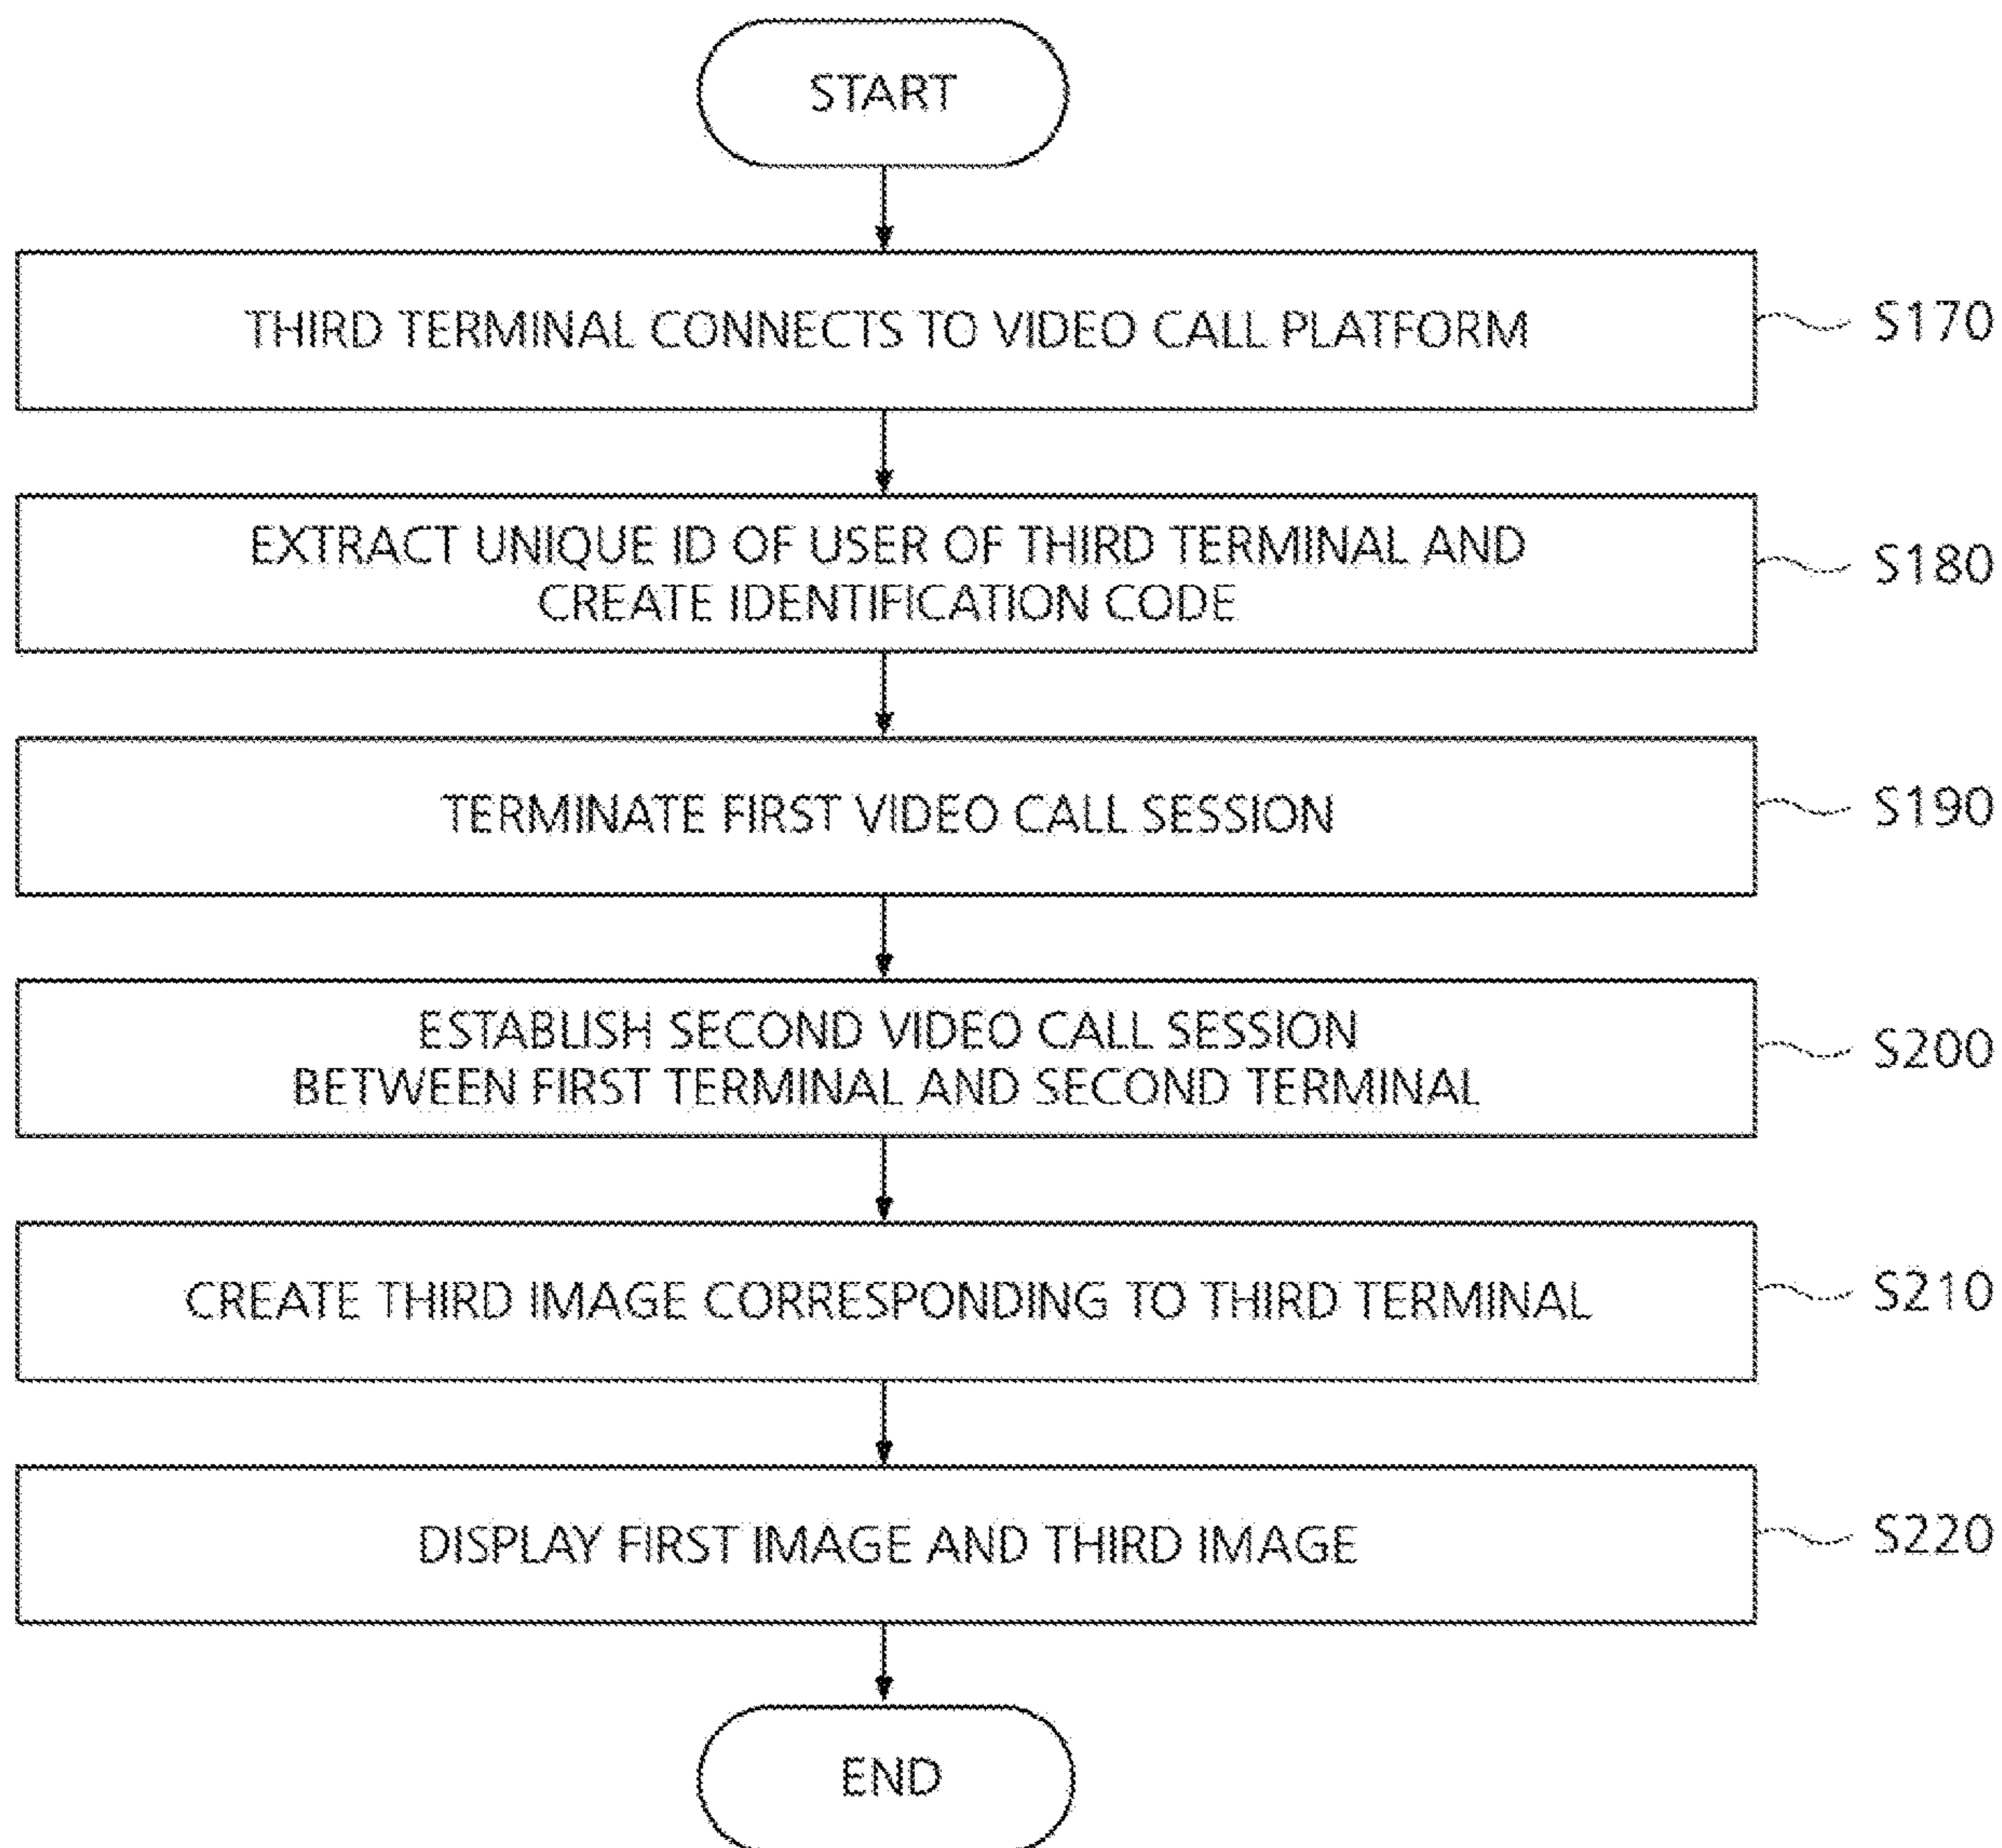 START
THIRD TERMINAL CONNECTS TO VIDEO CALL PLATFORM
S170
EXTRACT UNIQUE ID OF USER OF THIRD TERMINAL AND
CREATE IDENTIFICATION CODE
S180
TERMINATE FIRST VIDEO CALL SESSION
S190
ESTABLISH SECOND VIDEO CALL SESSION
BETWEEN FIRST TERMINAL AND SECOND TERMINAL
S200
CREATE THIRD IMAGE CORRESPONDING TO THIRD TERMINAL
S210
DISPLAY FIRST IMAGE AND THIRD IMAGE
S220
END